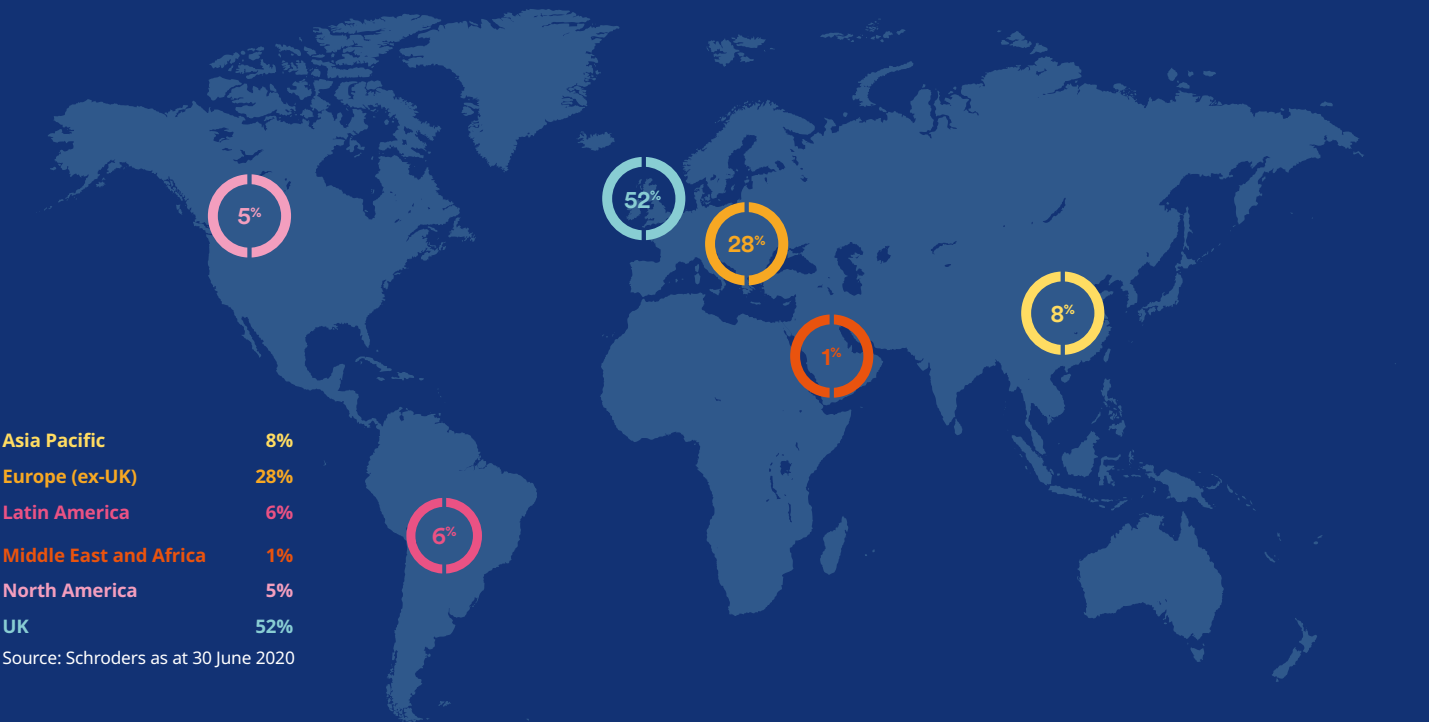 5%
52%
28%
8%
1%
6%
Asia Pacific 8%
Europe (ex-UK) 28%
Latin America 6%
Middle East and Africa 1%
North America 5%
UK 52%
Source: Schroders as at 30 June 2020